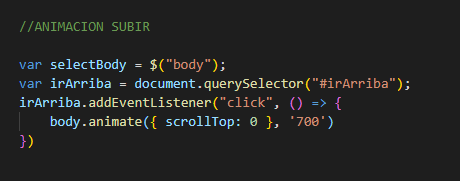 //ANIMACION SUBIR
var selectBody = $("body");
var irArriba = document.querySelector("#irArriba");
irArriba.addEventListener("click", () => {
    body.animate({ scrollTop: 0 }, '700')
})